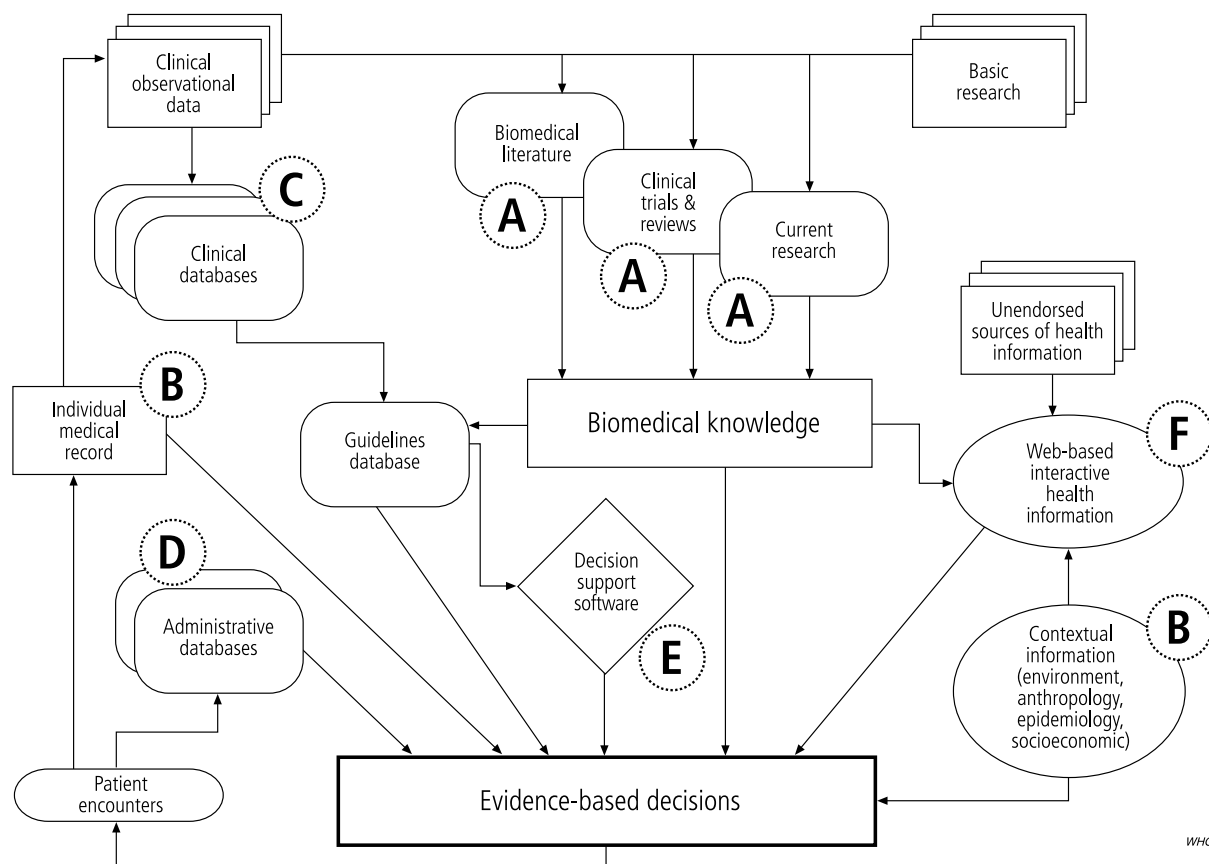 Clinical
observational
data
Basic
research
Biomedical
literature
A
Clinical
trials &
reviews
A
Current
research
A
C
Clinical
databases
Unendorsed
sources of health
information
B
Individual
medical
record
Guidelines
database
Biomedical knowledge
F
Web-based
interactive
health
information
D
Administrative
databases
Decision
support
software
E
B
Contextual
information
(environment,
anthropology,
epidemiology,
socioeconomic)
Patient
encounters
Evidence-based decisions
WHO